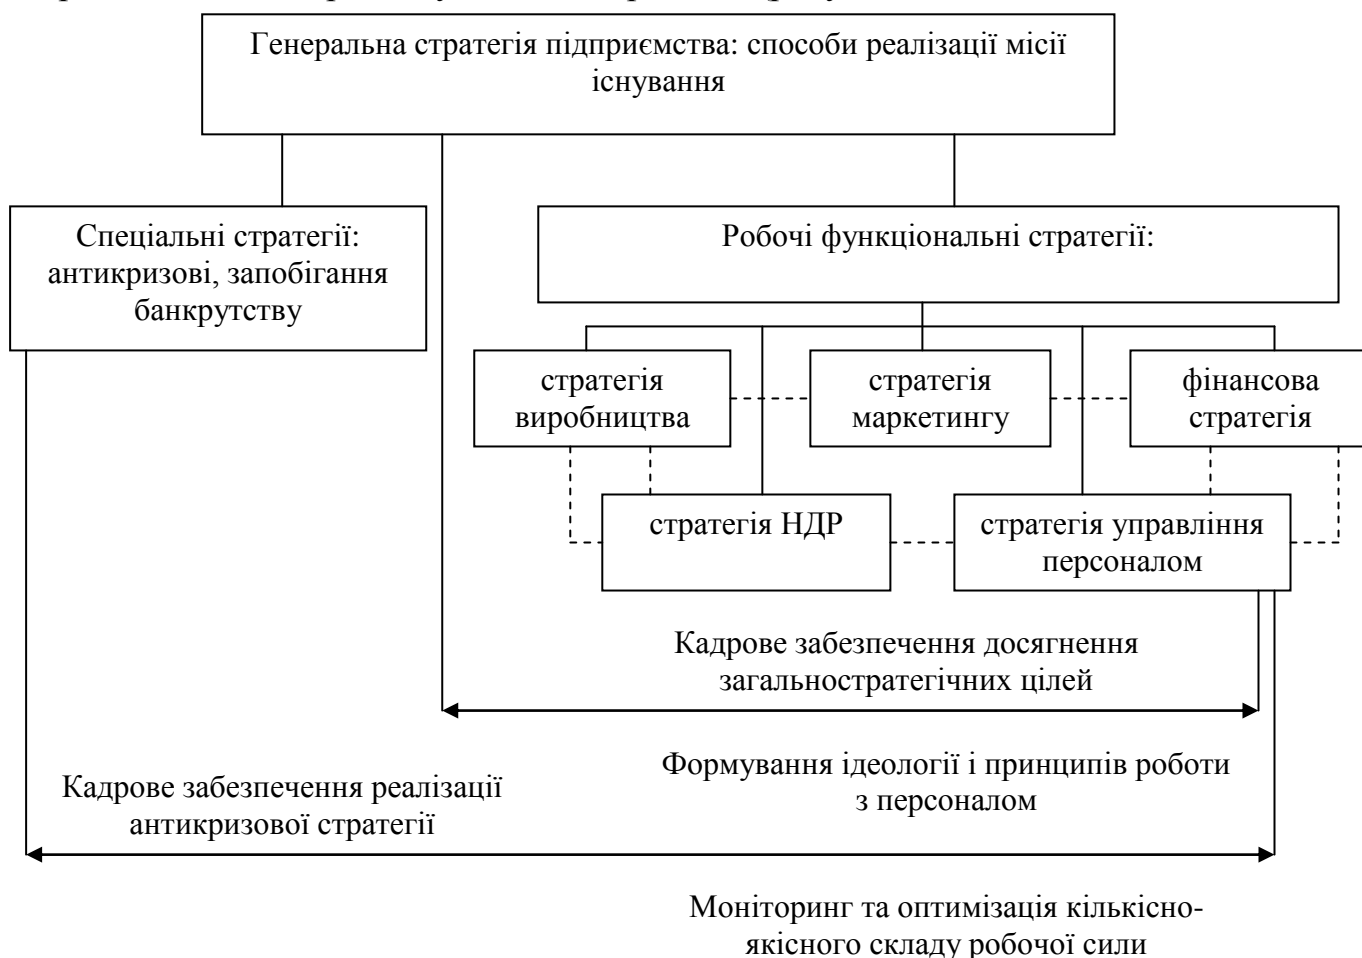 Генеральна стратегія підприємства: способи реалізації місії
існування
Спеціальні стратегії:
антикризові, запобігання
банкрутству
Робочі функціональні стратегії:
стратегія
виробництва
стратегія
маркетингу
фінансова
стратегія
стратегія НДР
стратегія управління
персоналом
Кадрове забезпечення досягнення
загальностратегічних цілей
Формування ідеології і принципів роботи
з персоналом
Кадрове забезпечення реалізації
антикризової стратегії
Моніторинг та оптимізація кількісно-
якісного складу робочої сили